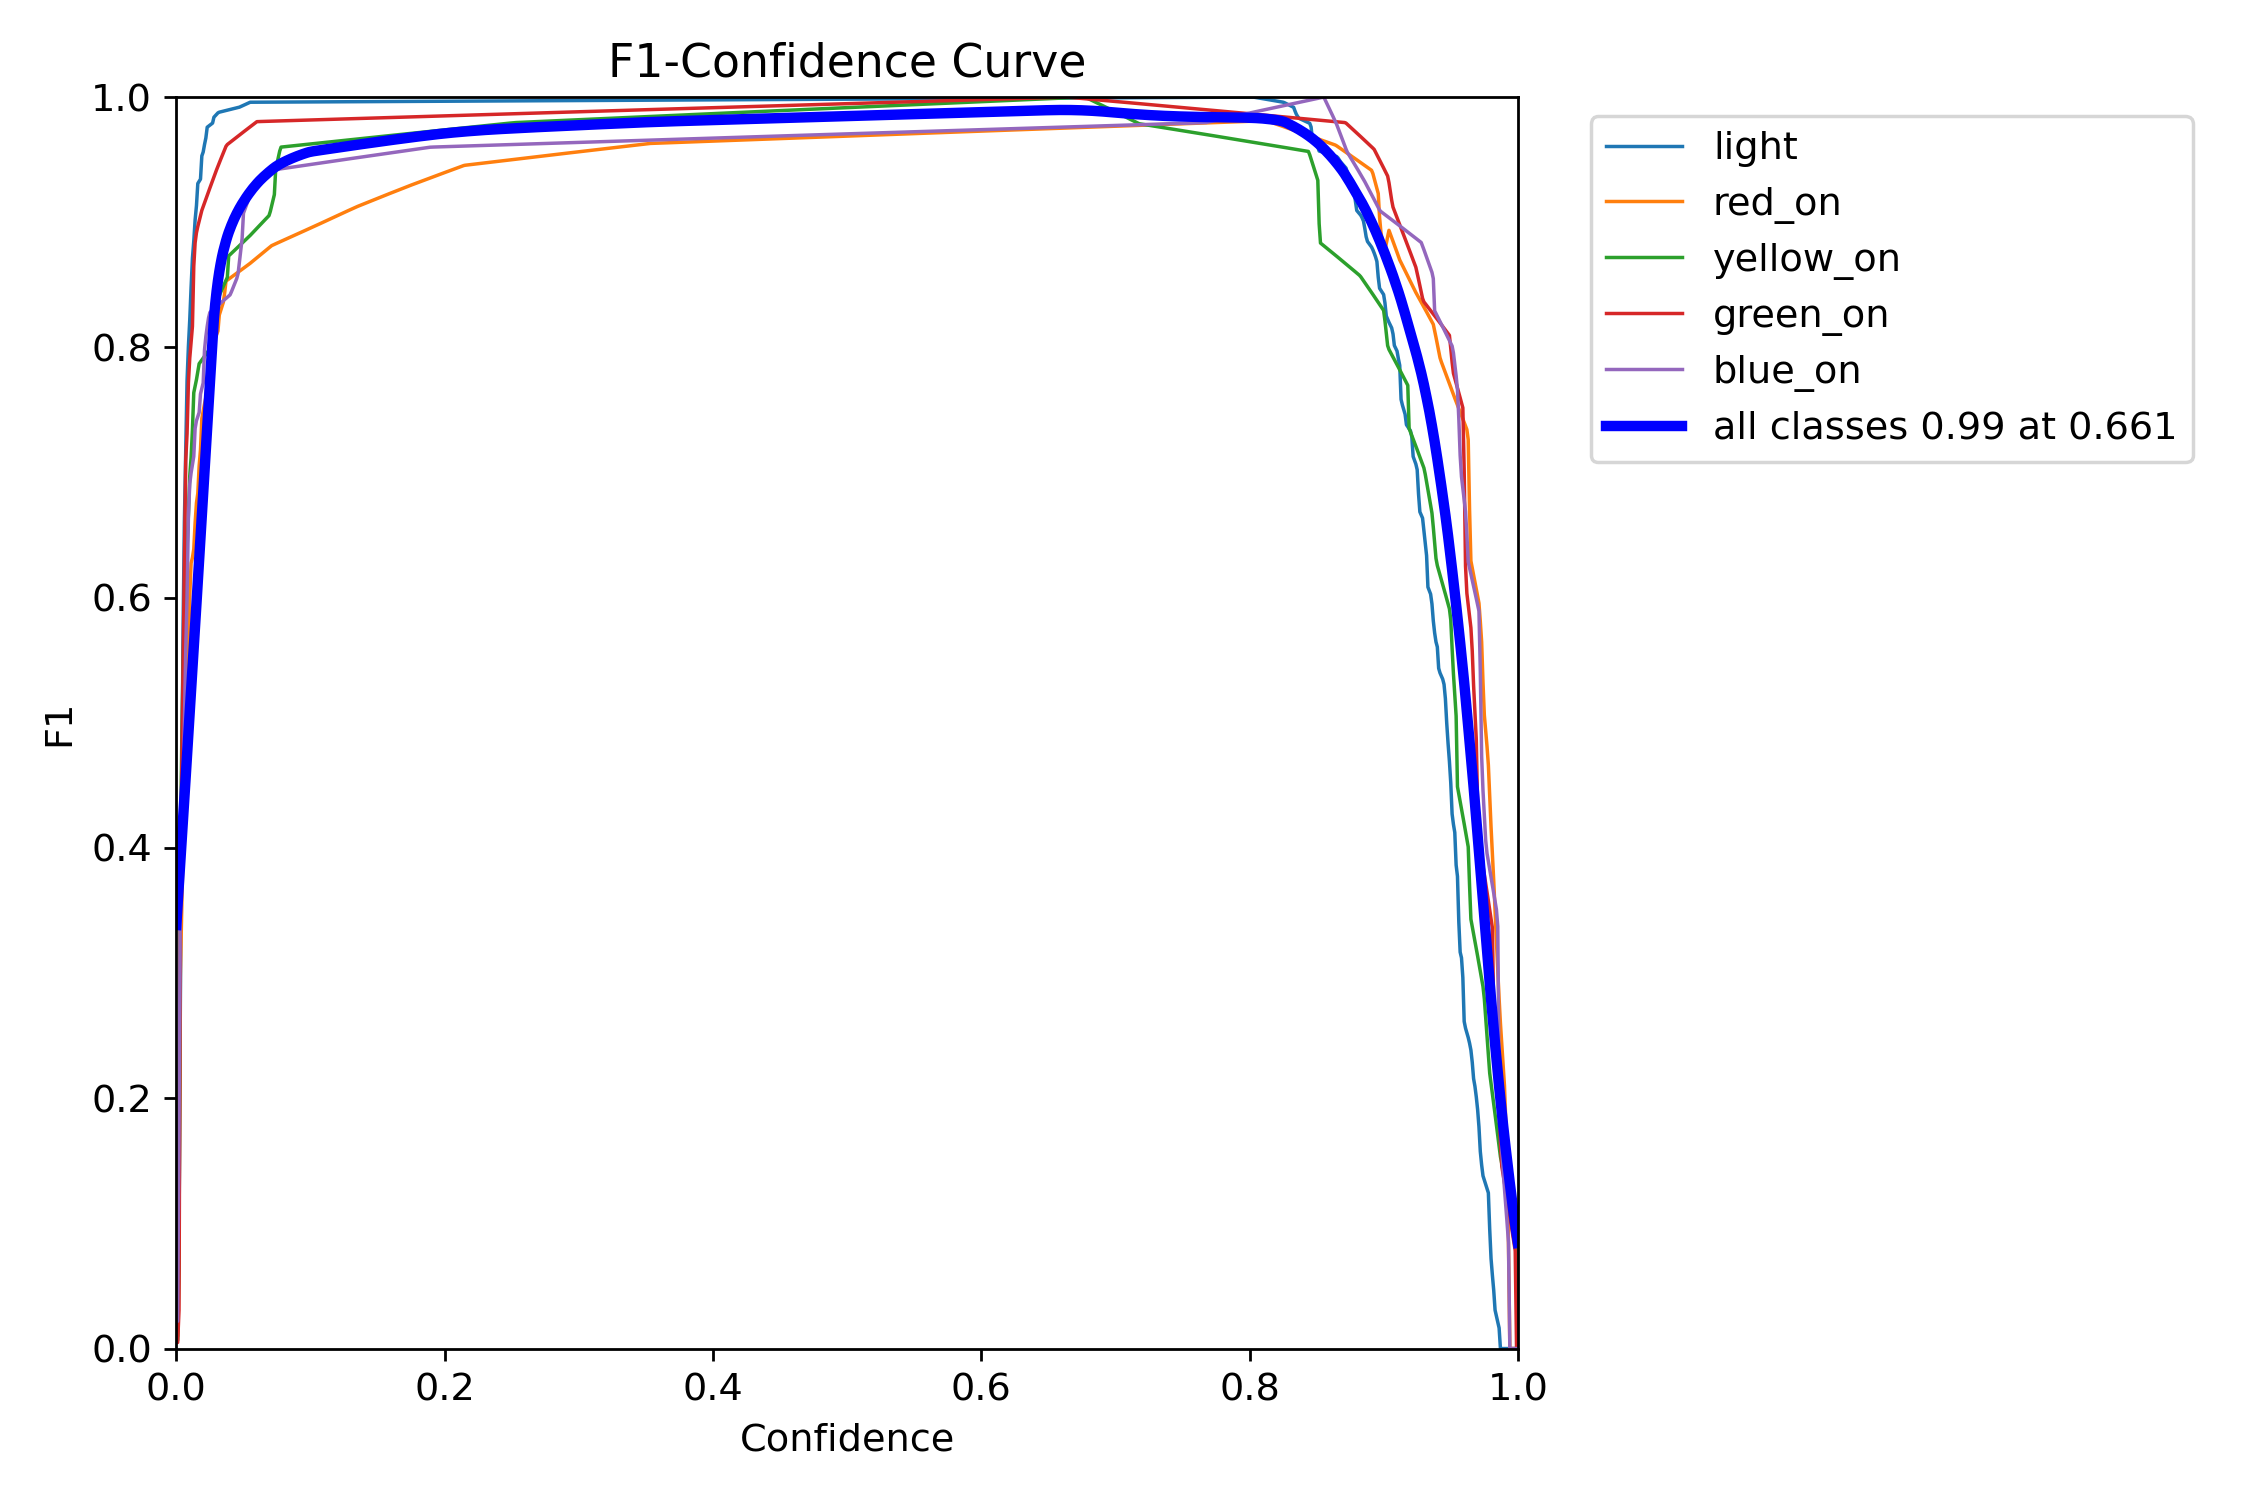 F1-Confidence Curve
1.0
0.8
0.6
0.4
0.2
0.0
F1
0.0 0.2 0.4 0.6 0.8 1.0
Confidence
light
red_on
yellow_on
green_on
blue_on
all classes 0.99 at 0.661